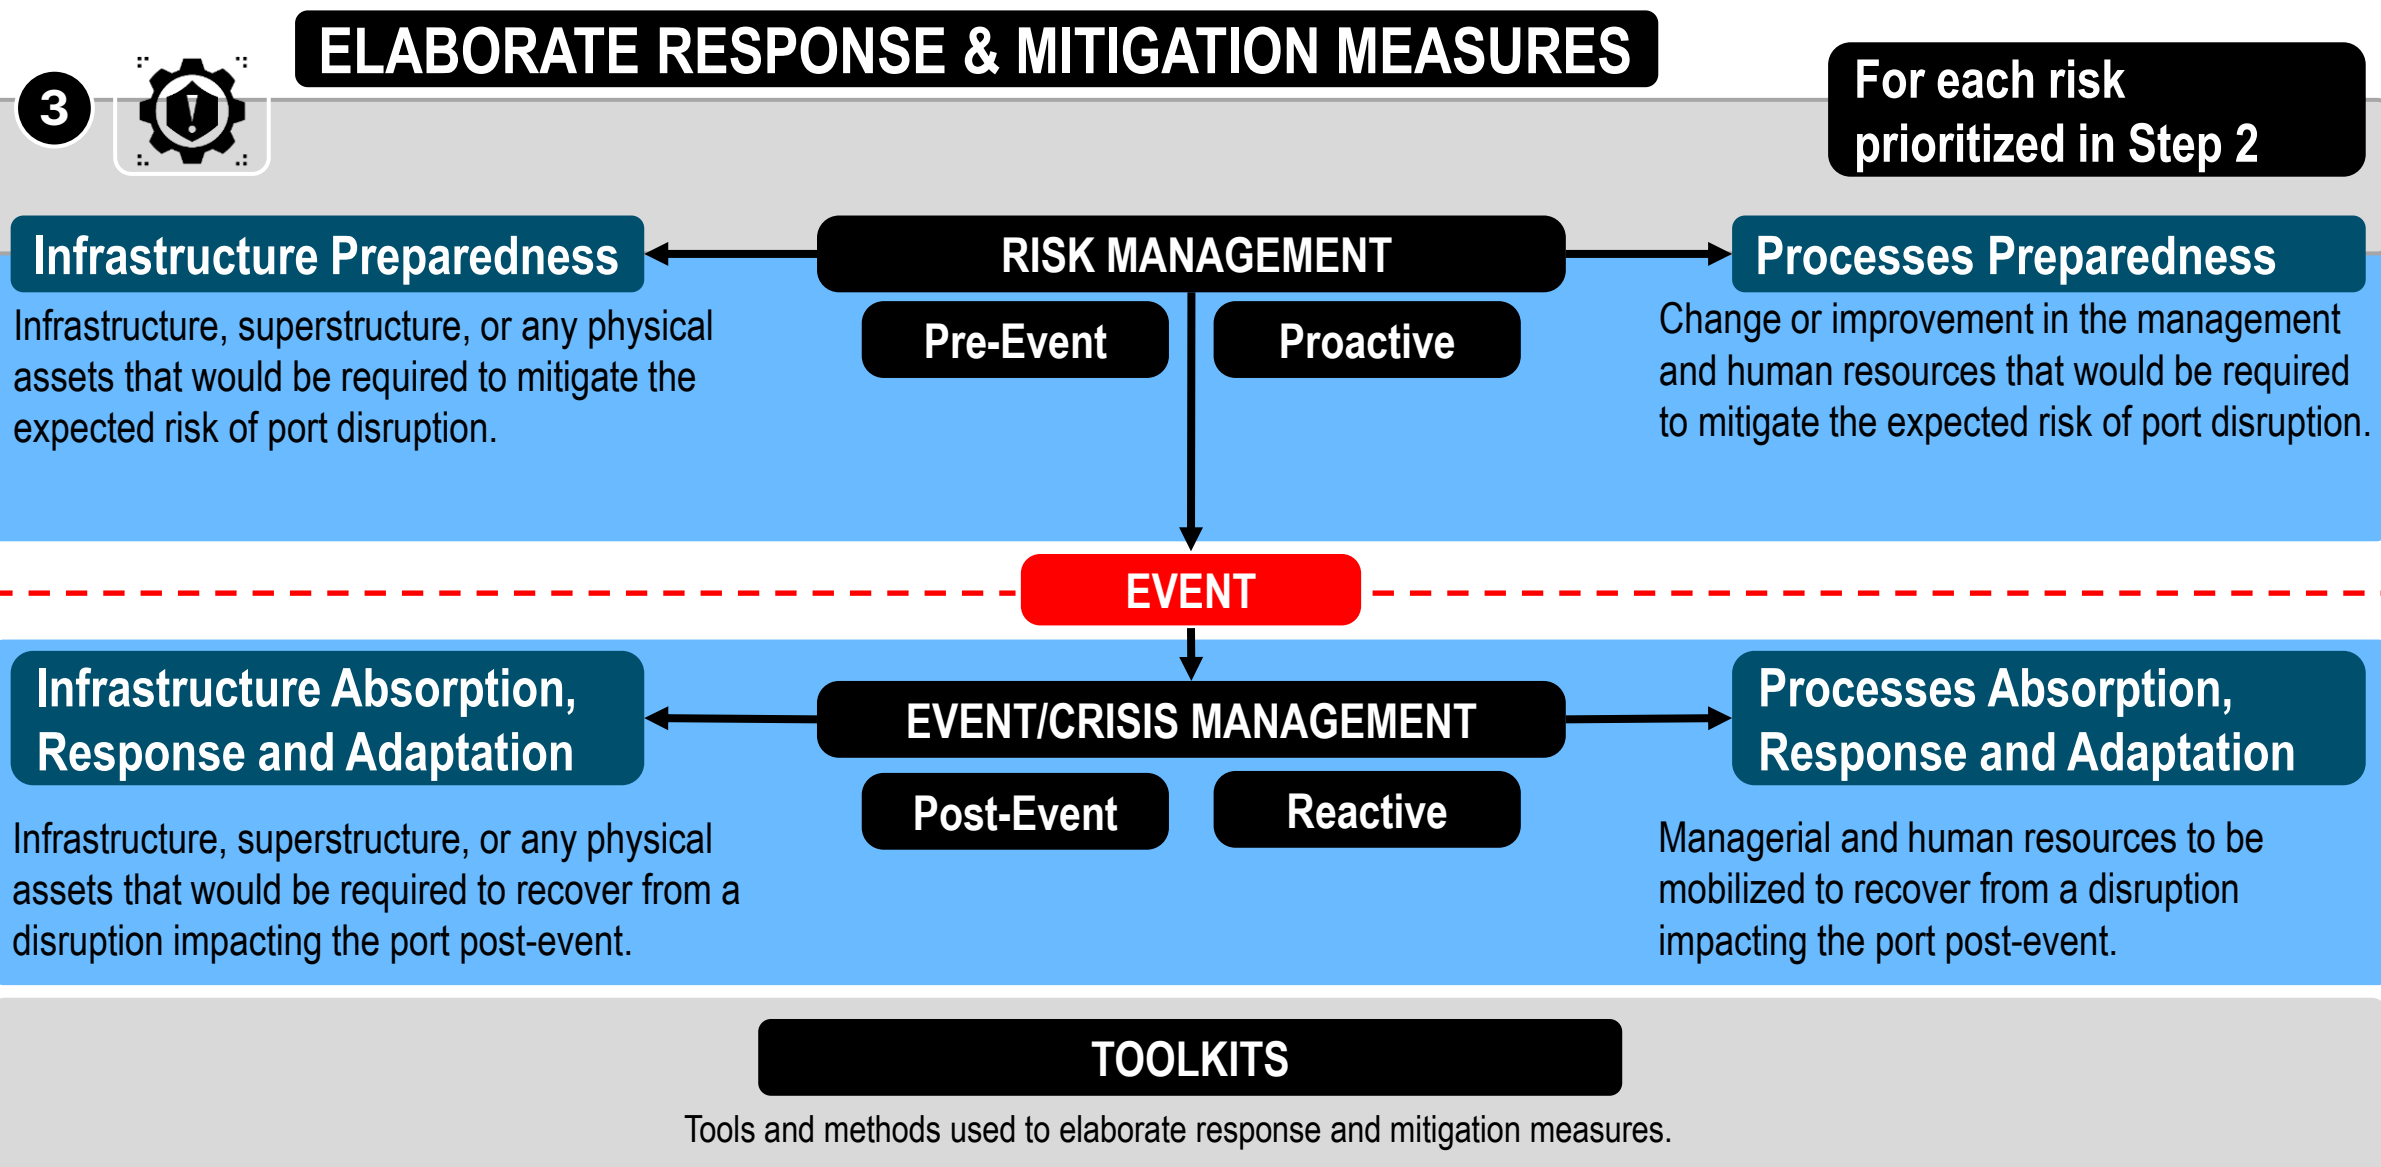 ELABORATE RESPONSE & MITIGATION MEASURES
3
For each risk
prioritized in Step 2
Infrastructure Preparedness
Infrastructure, superstructure, or any physical
assets that would be required to mitigate the
expected risk of port disruption.
RISK MANAGEMENT
Pre-Event
Proactive
Processes Preparedness
Change or improvement in the management
and human resources that would be required
to mitigate the expected risk of port disruption.
EVENT
Infrastructure Absorption,
Response and Adaptation
Infrastructure, superstructure, or any physical
assets that would be required to recover from a
disruption impacting the port post-event.
EVENT/CRISIS MANAGEMENT
Post-Event
Reactive
Processes Absorption,
Response and Adaptation
Managerial and human resources to be
mobilized to recover from a disruption
impacting the port post-event.
TOOLKITS
Tools and methods used to elaborate response and mitigation measures.